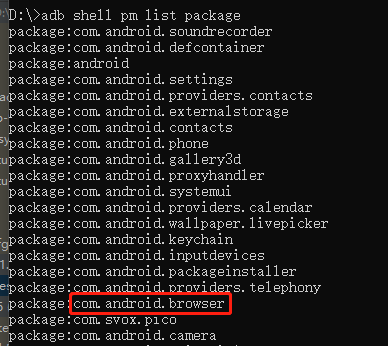 D:\>adb shell pm list package
package:com.android.soundrecorder
package:com.android.defcontainer
package:android
package:com.android.settings
package:com.android.providers.contacts
package:com.android.externalstorage
package:com.android.contacts
package:com.android.phone
package:com.android.gallery3d
package:com.android.proxyhandler
package:com.android.systemui
package:com.android.providers.calendar
package:com.android.wallpaper.livepicker
package:com.android.keychain
package:com.android.inputdevices
package:com.android.packageinstaller
package:com.android.providers.telephony
package:com.android.browser
package:com.svox.pico
package:com.android.camera